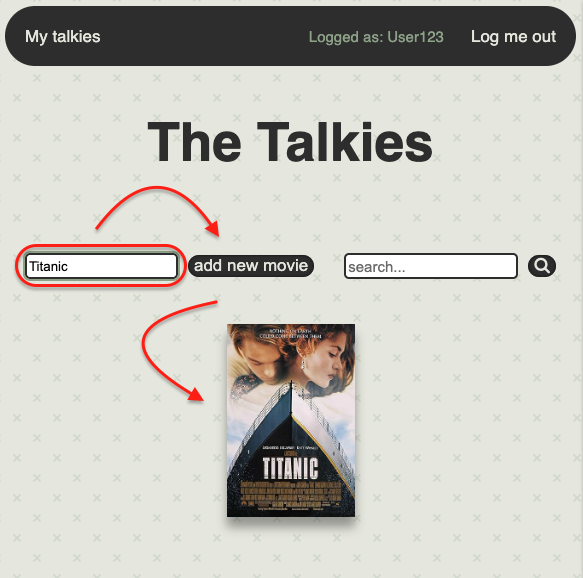 My talkies
Logged as: User123
Log me out
The Talkies
Titanic
add new movie
search...
NOTHING ON EARTH
COULD COME BETWEEN THEM.
LEONARDO DICAPRIO KATE WINSLET
TITANIC